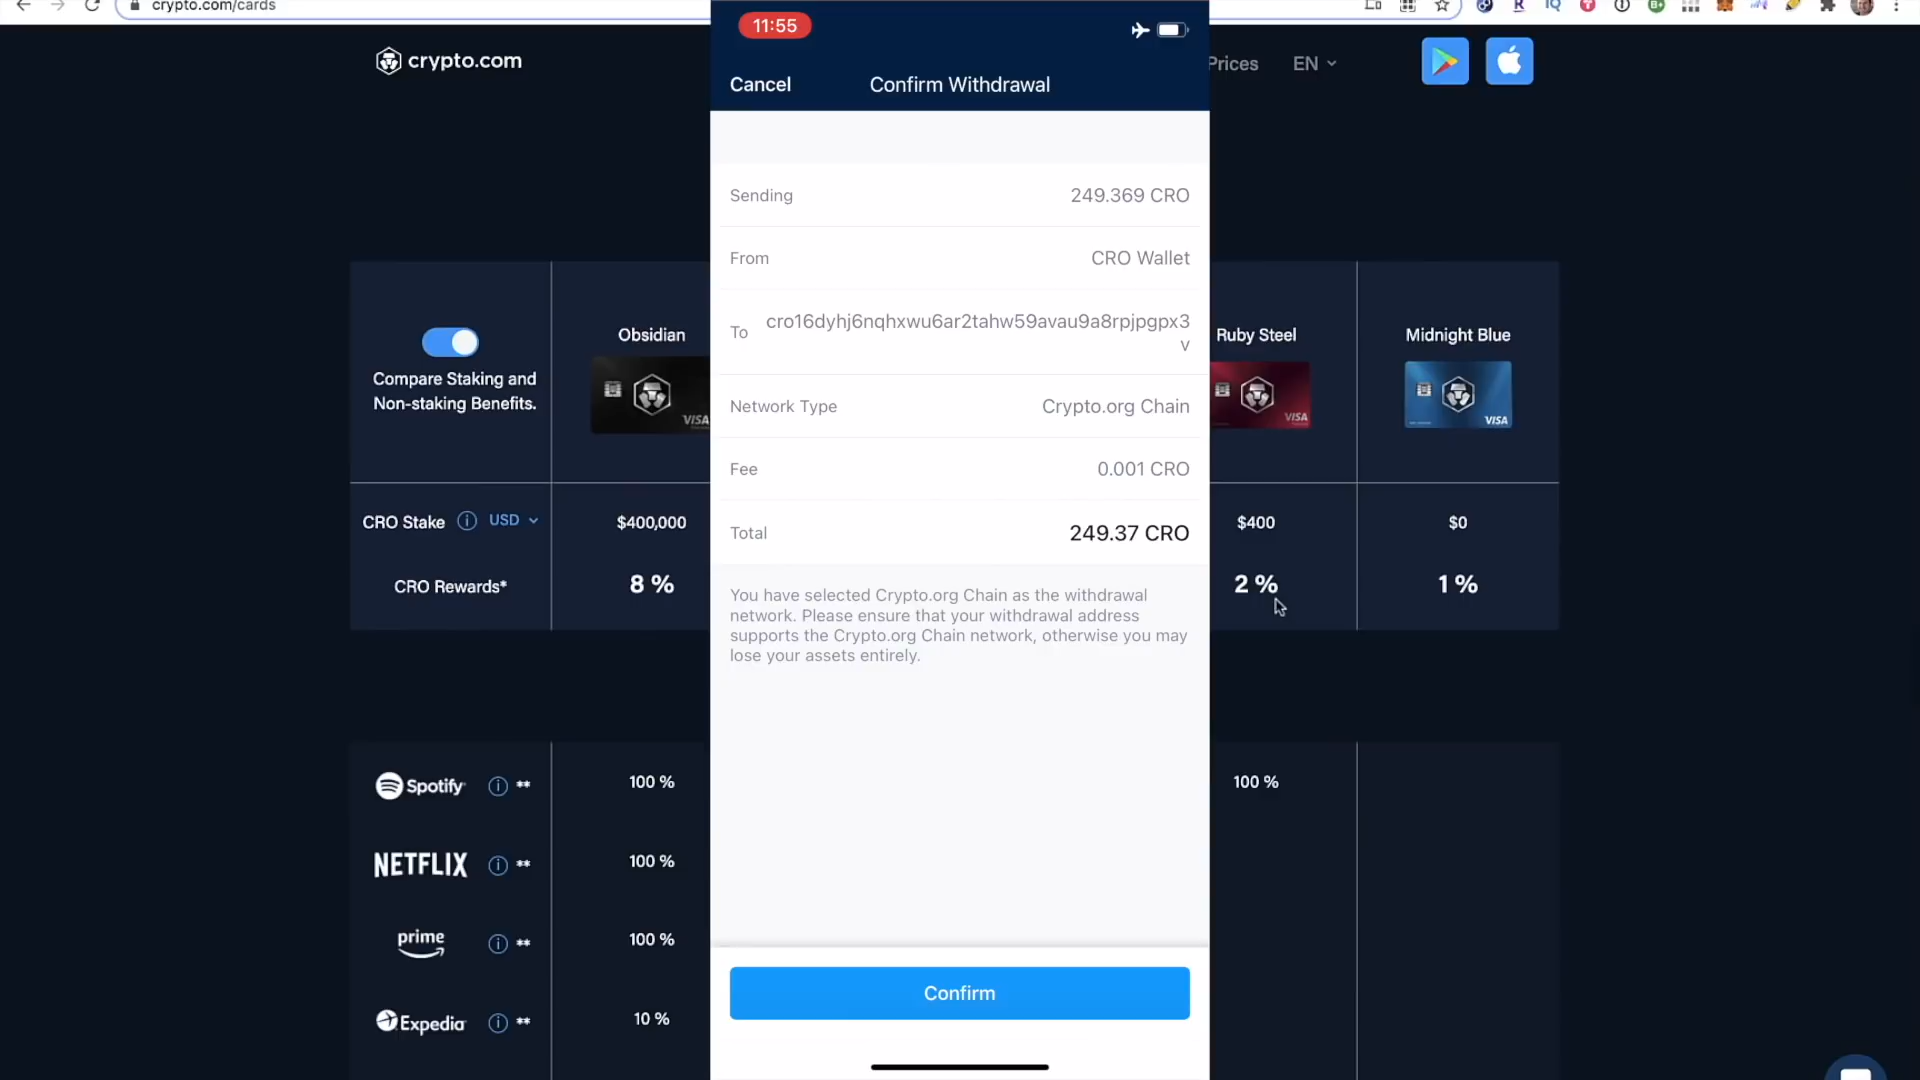 crypto.com/cards
crypto.com
Prices
EN
11:55
Cancel
Confirm Withdrawal
Sending
249.369 CRO
From
CRO Wallet
To
cro16dyhj6nqhxwu6ar2tahw59avau9a8rpjpgpx3
v
Network Type
Crypto.org Chain
Fee
0.001 CRO
Total
249.37 CRO
You have selected Crypto.org Chain as the withdrawal
network. Please ensure that your withdrawal address
supports the Crypto.org Chain network, otherwise you may
lose your assets entirely.
Confirm
Compare Staking and
Non-staking Benefits.
Obsidian
VISA
Ruby Steel
VISA
Midnight Blue
VISA
CRO Stake
USD
$400,000
$400
$0
CRO Rewards*
8 %
2 %
1 %
Spotify **
100 %
100 %
NETFLIX **
100 %
prime **
100 %
Expedia **
10 %